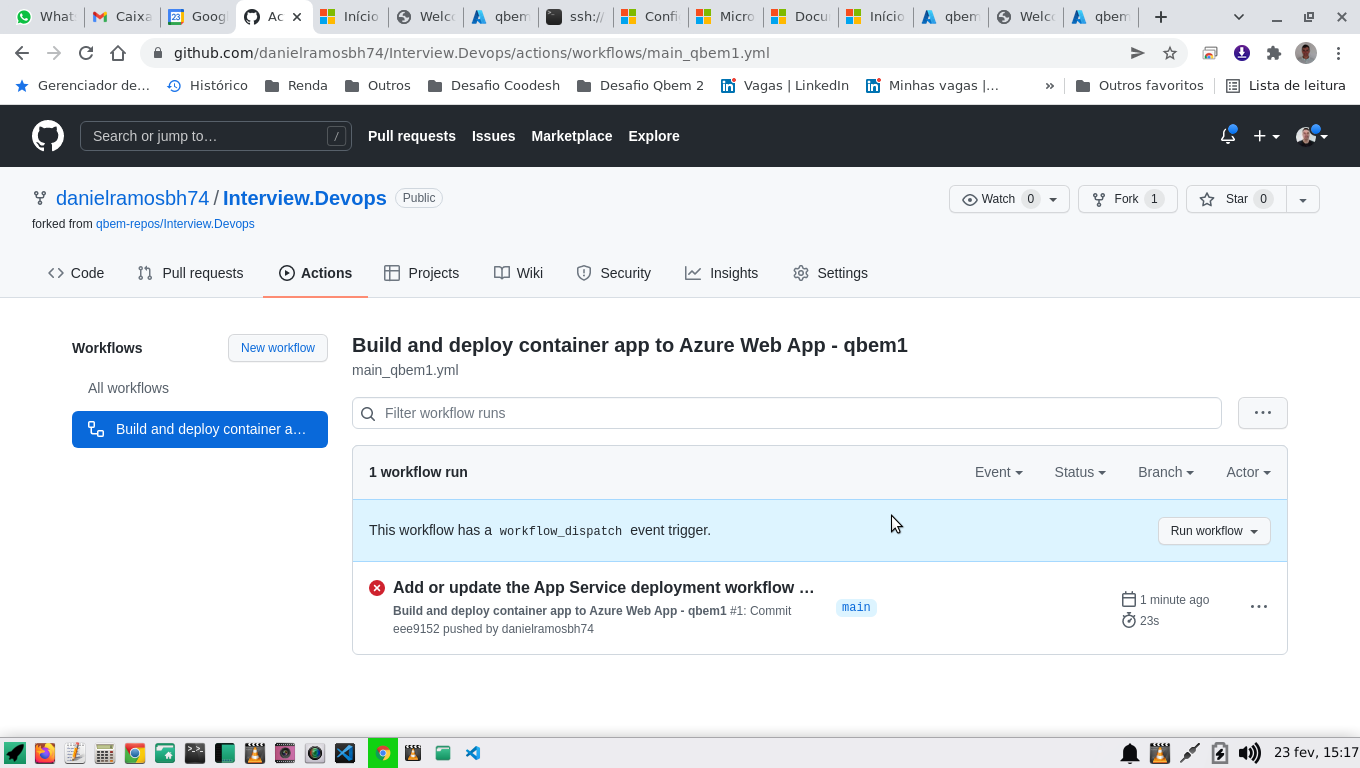 What
Caixa
23
Googl
Ac
Início
Welc
qbem
ssh://
Confi
Micro
Docu
Início
qbem
Welc
qbem
github.com/danielramosbh74/Interview.Devops/actions/workflows/main_qbem1.yml
Gerenciador de...
Histórico
Renda
Outros
Desafio Coodesh
Desafio Qbem 2
Vagas | LinkedIn
Minhas vagas |...
»
Outros favoritos
Lista de leitura
Search or jump to...
/
Pull requests
Issues
Marketplace
Explore
danielramosbh74 / Interview.Devops
Public
Watch 0
Fork 1
Star 0
forked from qbem-repos/Interview.Devops
Code
Pull requests
Actions
Projects
Wiki
Security
Insights
Settings
Workflows
New workflow
All workflows
Build and deploy container a...
Build and deploy container app to Azure Web App - qbem1
main_qbem1.yml
Filter workflow runs
1 workflow run
Event
Status
Branch
Actor
This workflow has a workflow_dispatch event trigger.
Run workflow
Add or update the App Service deployment workflow ...
Build and deploy container app to Azure Web App - qbem1 #1: Commit
eee9152 pushed by danielramosbh74
main
1 minute ago
23s
23 fev, 15:17